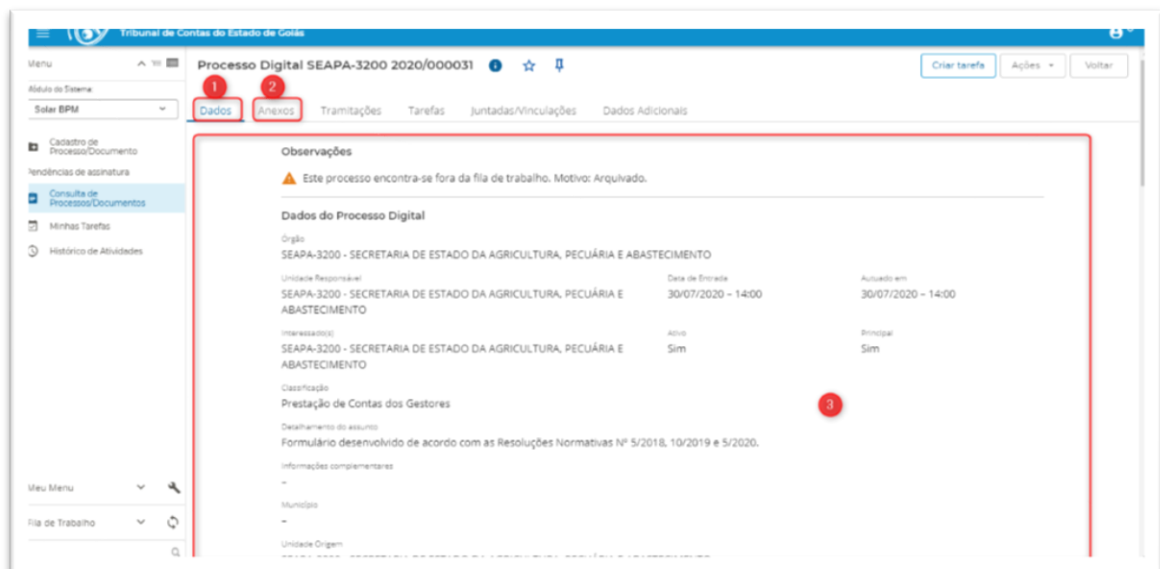 Tribunal de Contas do Estado de Goiás
Menu
Processo Digital SEAPA-3200 2020/000031
Criar tarefa
Ações
Voltar
1
2
Módulo do Sistema:
Solar BPM
Dados
Anexos
Tramitações
Tarefas
Juntadas/Vinculações
Dados Adicionais
Cadastro de
Processo/Documento
Pendências de assinatura
Consulta de
Processos/Documentos
Minhas Tarefas
Histórico de Atividades
Observações
Este processo encontra-se fora da fila de trabalho. Motivo: Arquivado.
Dados do Processo Digital
Órgão
SEAPA-3200 - SECRETARIA DE ESTADO DA AGRICULTURA, PECUÁRIA E ABASTECIMENTO
Unidade Responsável
Data de Entrada
Autuado em
SEAPA-3200 - SECRETARIA DE ESTADO DA AGRICULTURA, PECUÁRIA E
ABASTECIMENTO
30/07/2020 – 14:00
30/07/2020 – 14:00
Interessado(s)
Ativo
Principal
SEAPA-3200 - SECRETARIA DE ESTADO DA AGRICULTURA, PECUÁRIA E
ABASTECIMENTO
Sim
Sim
Classificação
Prestação de Contas dos Gestores
3
Detalhamento do assunto
Formulário desenvolvido de acordo com as Resoluções Normativas Nº 5/2018, 10/2019 e 5/2020.
Informações complementares
–
Município
–
Unidade Origem
Meu Menu
Fila de Trabalho